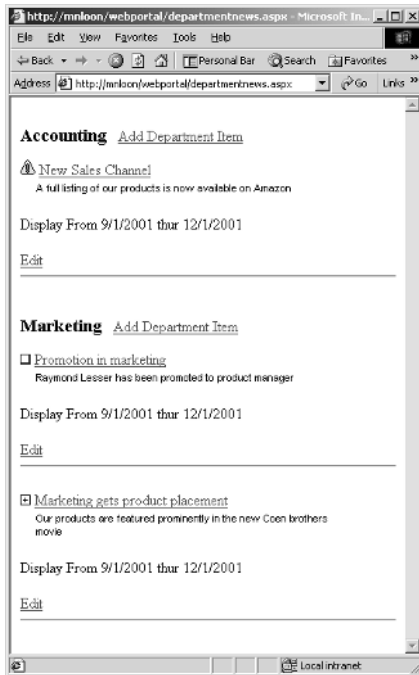 http://mnloon/webportal/departmentnews.aspx - Microsoft In...
File Edit View Favorites Tools Help
Back Personal Bar Search Favorites »
Address http://mnloon/webportal/departmentnews.aspx Go Links »
Accounting Add Department Item
New Sales Channel
A full listing of our products is now available on Amazon
Display From 9/1/2001 thur 12/1/2001
Edit
Marketing Add Department Item
Promotion in marketing
Raymond Lesser has been promoted to product manager
Display From 9/1/2001 thur 12/1/2001
Edit
Marketing gets product placement
Our products are featured prominently in the new Coen brothers
movie
Display From 9/1/2001 thur 12/1/2001
Edit
Local intranet